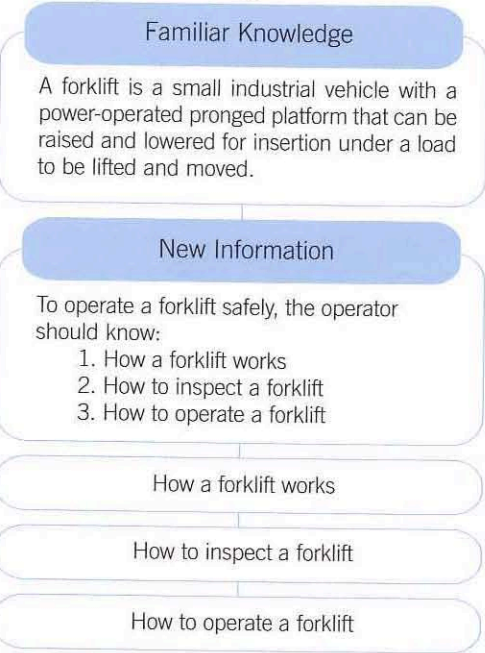 Familiar Knowledge
A forklift is a small industrial vehicle with a
power-operated pronged platform that can be
raised and lowered for insertion under a load
to be lifted and moved.
New Information
To operate a forklift safely, the operator
should know:
1. How a forklift works
2. How to inspect a forklift
3. How to operate a forklift
How a forklift works
How to inspect a forklift
How to operate a forklift